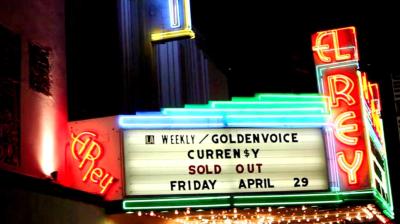 EL
REY
LA WEEKLY / GOLDENVOICE
CURREN$Y
SOLD OUT
FRIDAY APRIL 29
El Rey